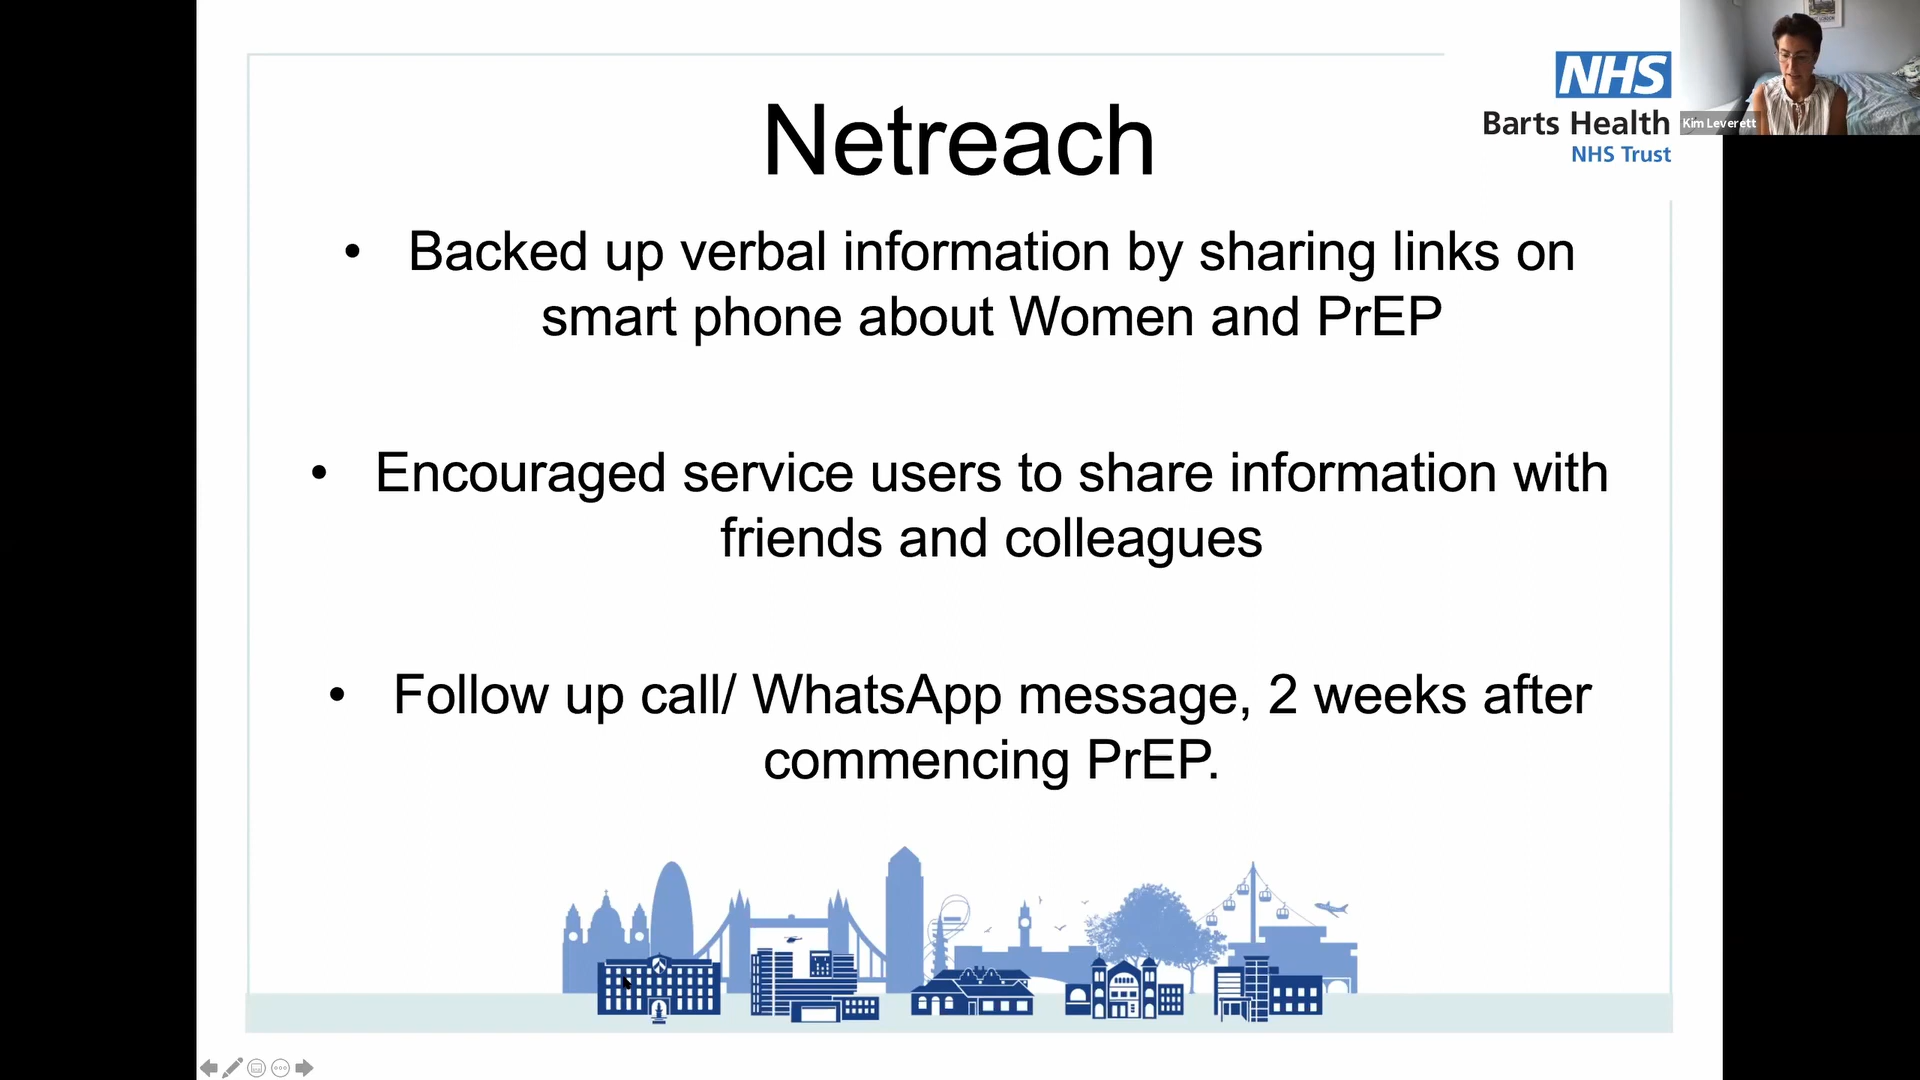 Netreach
NHS
Barts Health
NHS Trust
Kim Leverett
• Backed up verbal information by sharing links on
smart phone about Women and PrEP
• Encouraged service users to share information with
friends and colleagues
• Follow up call/ WhatsApp message, 2 weeks after
commencing PrEP.